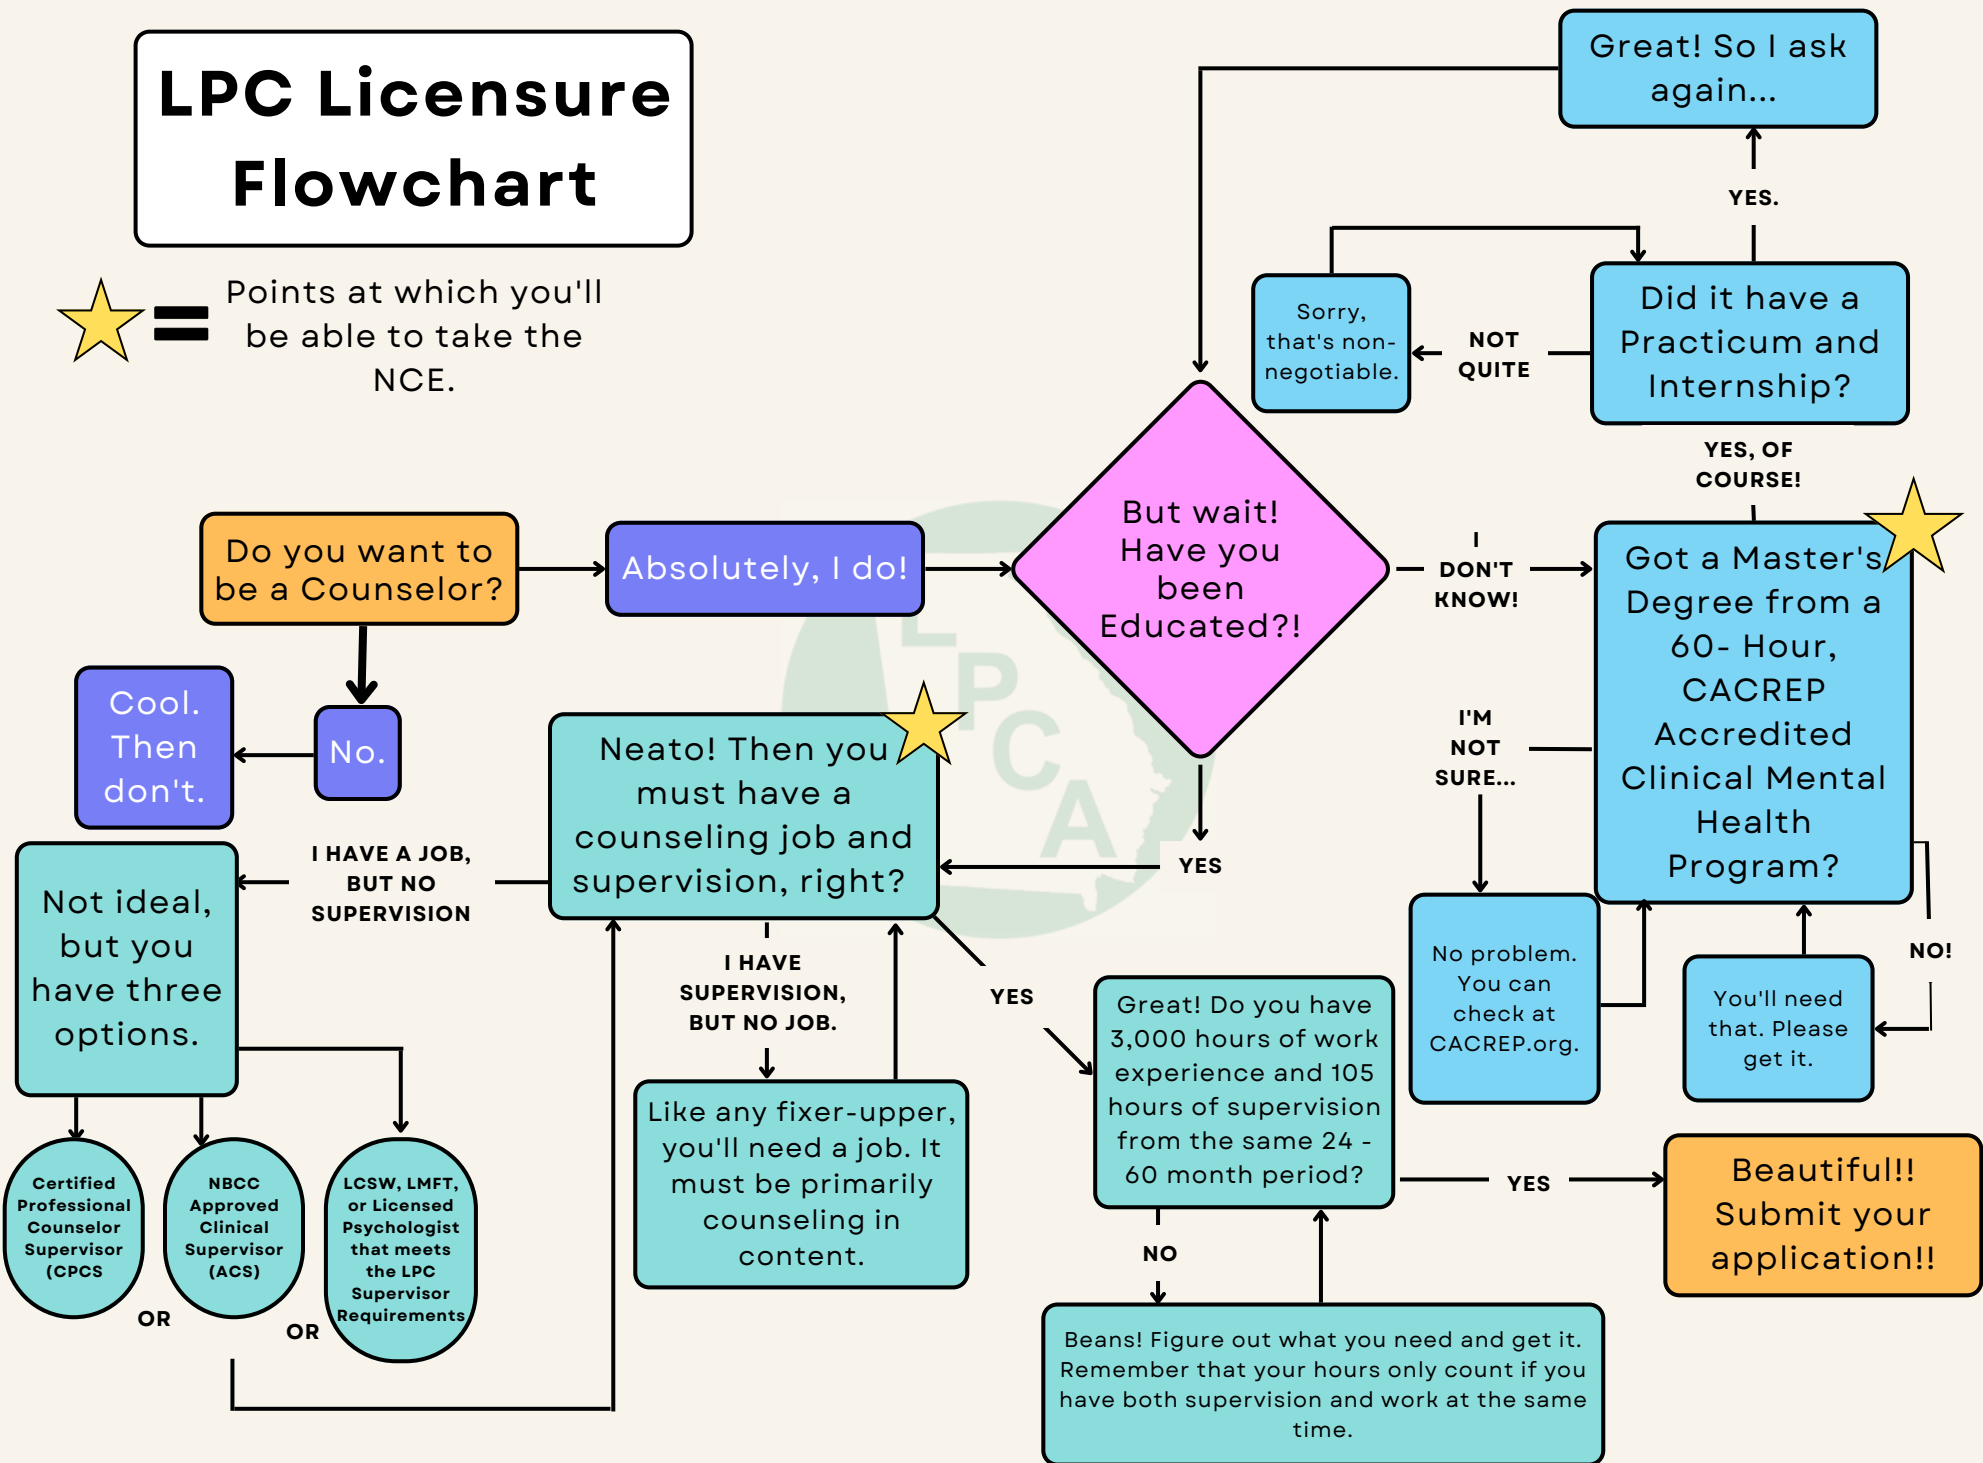 LPC Licensure
Flowchart
Points at which you'll
be able to take the
NCE.
Great! So I ask
again...
YES.
Did it have a
Practicum and
Internship?
NOT
QUITE
Sorry,
that's non-
negotiable.
YES, OF
COURSE!
Do you want to
be a Counselor?
Absolutely, I do!
But wait!
Have you
been
Educated?!
I
DON'T
KNOW!
Got a Master's
Degree from a
60- Hour,
CACREP
Accredited
Clinical Mental
Health
Program?
No.
Cool.
Then
don't.
L
P
C
A
I'M
NOT
SURE...
No problem.
You can
check at
CACREP.org.
NO!
You'll need
that. Please
get it.
YES
Neato! Then you
must have a
counseling job and
supervision, right?
I HAVE A JOB,
BUT NO
SUPERVISION
Not ideal,
but you
have three
options.
Certified
Professional
Counselor
Supervisor
(CPCS
OR
NBCC
Approved
Clinical
Supervisor
(ACS)
OR
LCSW, LMFT,
or Licensed
Psychologist
that meets
the LPC
Supervisor
Requirements
I HAVE
SUPERVISION,
BUT NO JOB.
Like any fixer-upper,
you'll need a job. It
must be primarily
counseling in
content.
YES
Great! Do you have
3,000 hours of work
experience and 105
hours of supervision
from the same 24 -
60 month period?
YES
Beautiful!!
Submit your
application!!
NO
Beans! Figure out what you need and get it.
Remember that your hours only count if you
have both supervision and work at the same
time.